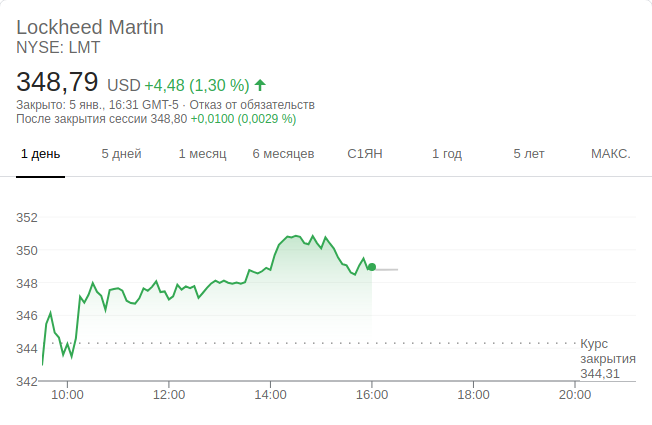 Lockheed Martin
NYSE: LMT
348,79 USD +4,48 (1,30 %)
Закрыто: 5 янв., 16:31 GMT-5 · Отказ от обязательств
После закрытия сессии 348,80 +0,0100 (0,0029 %)
1 день 5 дней 1 месяц 6 месяцев С1ЯН 1 год 5 лет МАКС.
352
350
348
346
344
342
Курс
закрытия
344,31
10:00 12:00 14:00 16:00 18:00 20:00